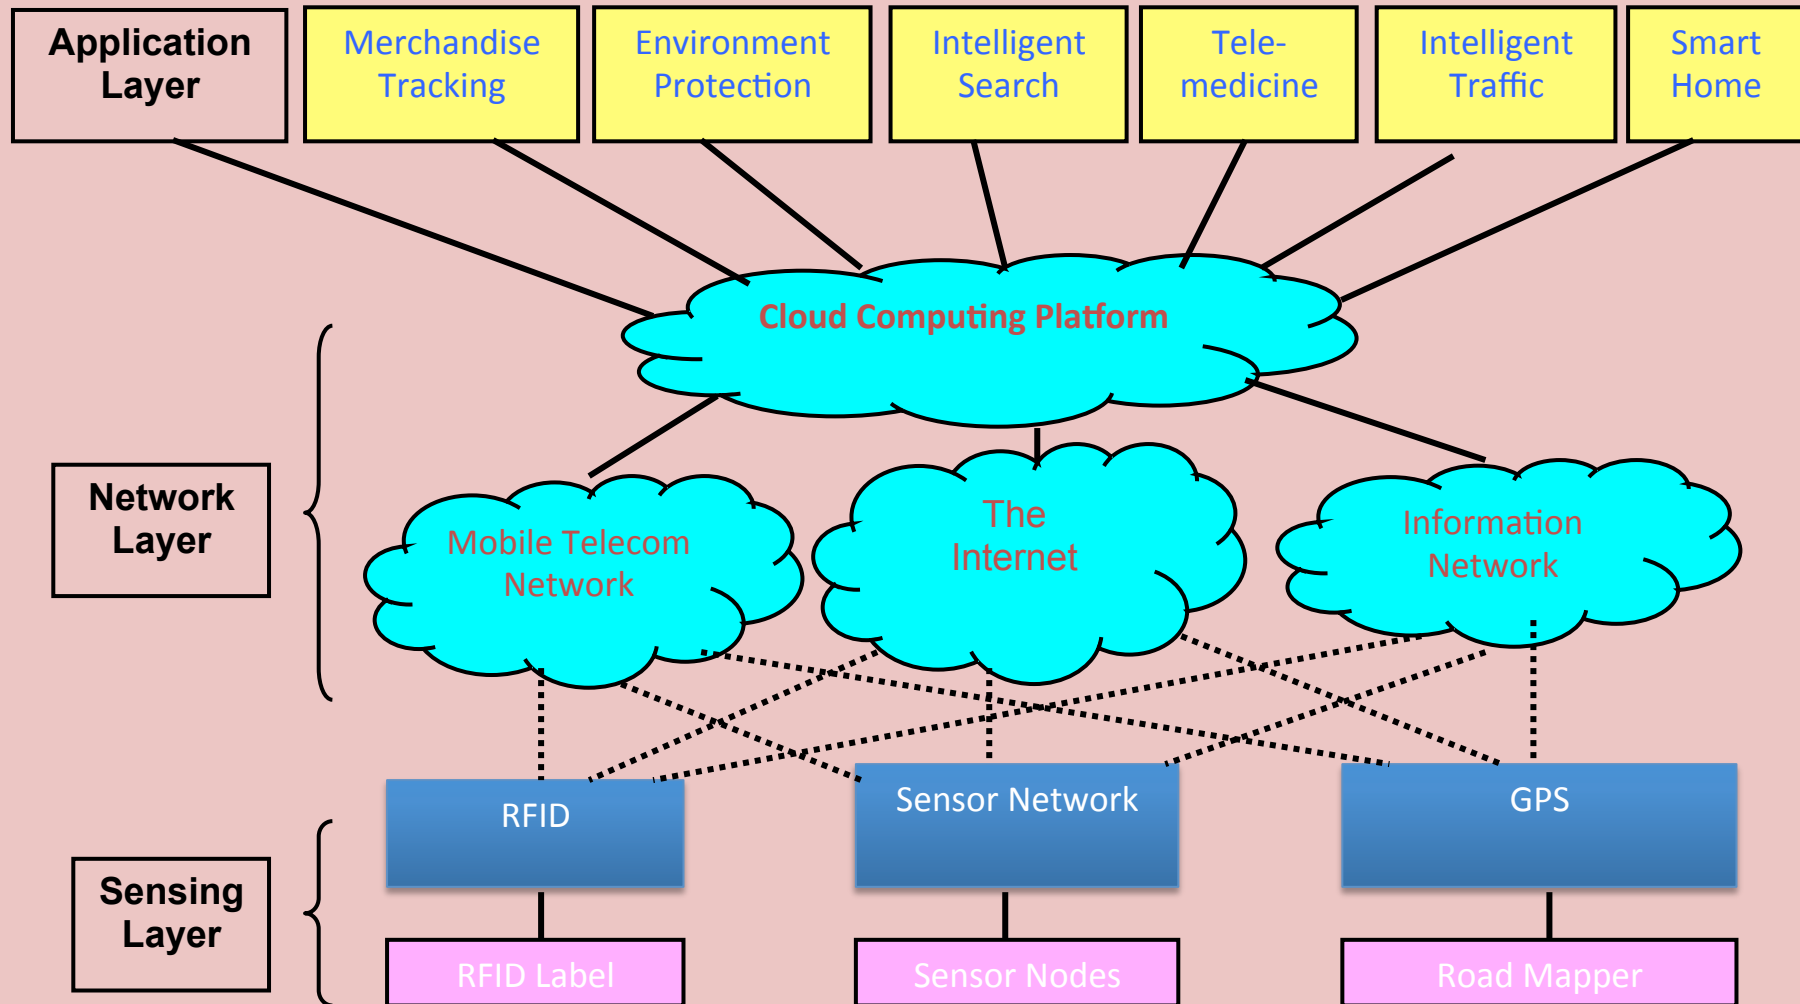 Application
Layer
Merchandise
Tracking
Environment
Protection
Intelligent
Search
Tele-
medicine
Intelligent
Traffic
Smart
Home
Cloud Computing Platform
Network
Layer
Mobile Telecom
Network
The
Internet
Information
Network
RFID
Sensor Network
GPS
Sensing
Layer
RFID Label
Sensor Nodes
Road Mapper